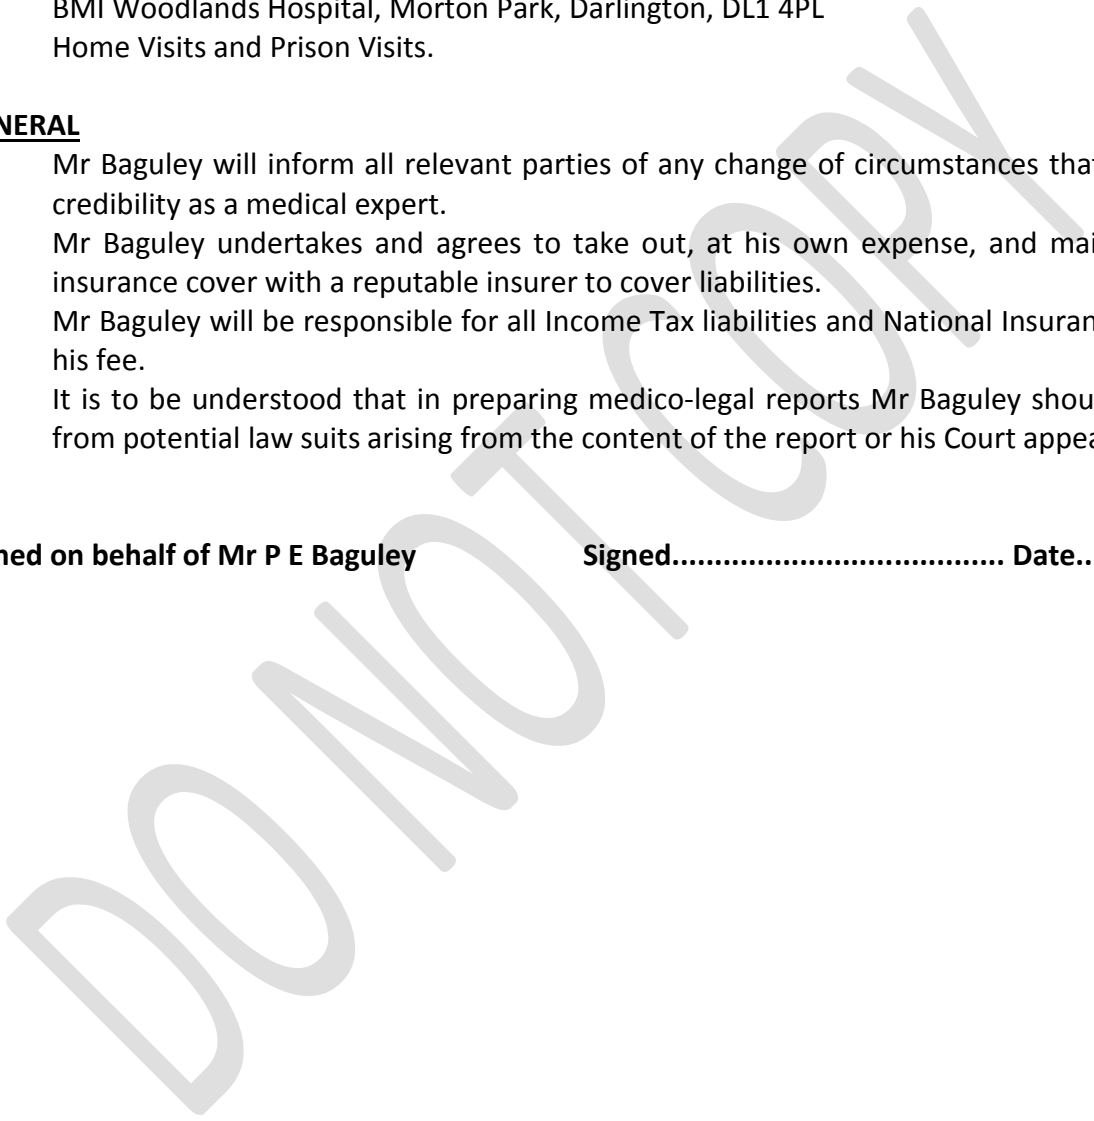 BMI Woodlands Hospital, Morton Park, Darlington, DL1 4PL
Home Visits and Prison Visits.
NERAL
Mr Baguley will inform all relevant parties of any change of circumstances that
credibility as a medical expert.
Mr Baguley undertakes and agrees to take out, at his own expense, and mai
insurance cover with a reputable insurer to cover liabilities.
Mr Baguley will be responsible for all Income Tax liabilities and National Insuran
his fee.
It is to be understood that in preparing medico-legal reports Mr Baguley shou
from potential law suits arising from the content of the report or his Court appea
ned on behalf of Mr P E Baguley Signed....................................... Date..
DO NOT COPY